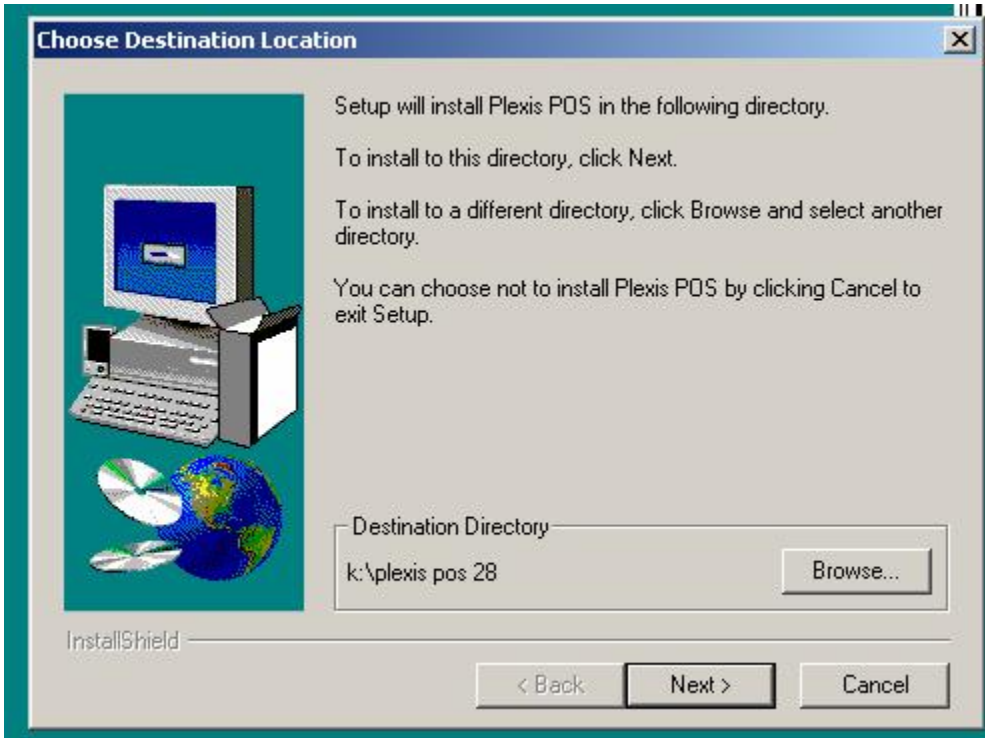 Choose Destination Location
Setup will install Plexis POS in the following directory.
To install to this directory, click Next.
To install to a different directory, click Browse and select another
directory.
You can choose not to install Plexis POS by clicking Cancel to
exit Setup.
Destination Directory
k:\plexis pos 28
Browse...
InstallShield
< Back
Next >
Cancel